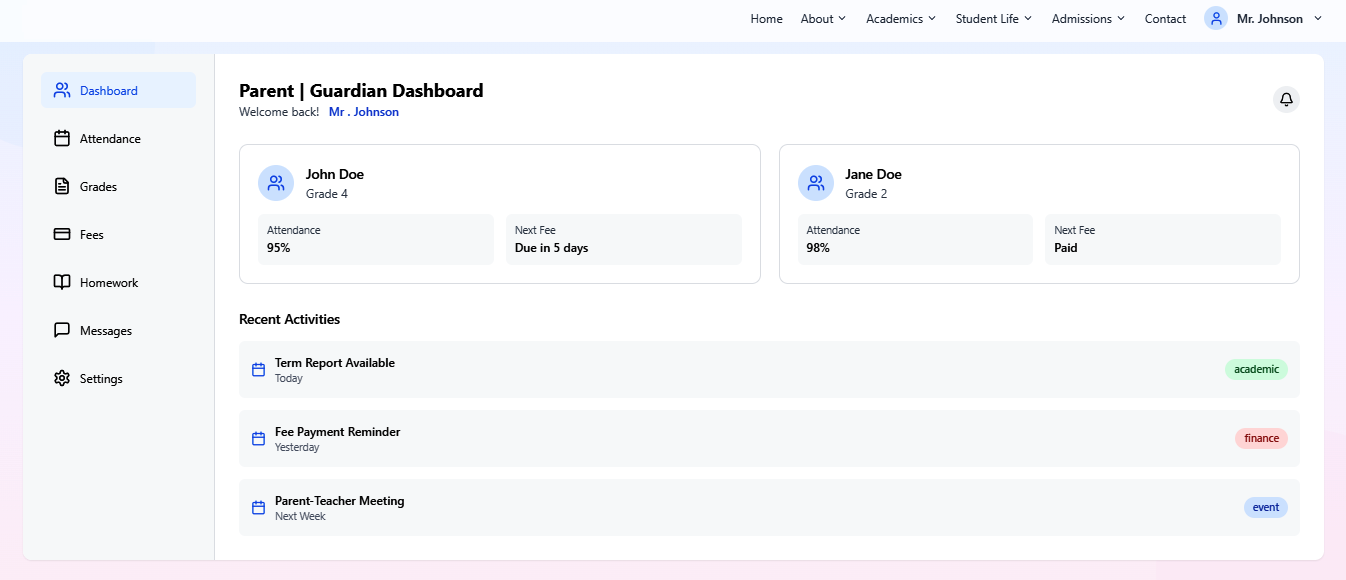 Home About Academics Student Life Admissions Contact Mr. Johnson
Dashboard
Attendance
Grades
Fees
Homework
Messages
Settings
Parent | Guardian Dashboard
Welcome back! Mr . Johnson
John Doe
Grade 4
Attendance
95%
Next Fee
Due in 5 days
Jane Doe
Grade 2
Attendance
98%
Next Fee
Paid
Recent Activities
Term Report Available
Today
academic
Fee Payment Reminder
Yesterday
finance
Parent-Teacher Meeting
Next Week
event